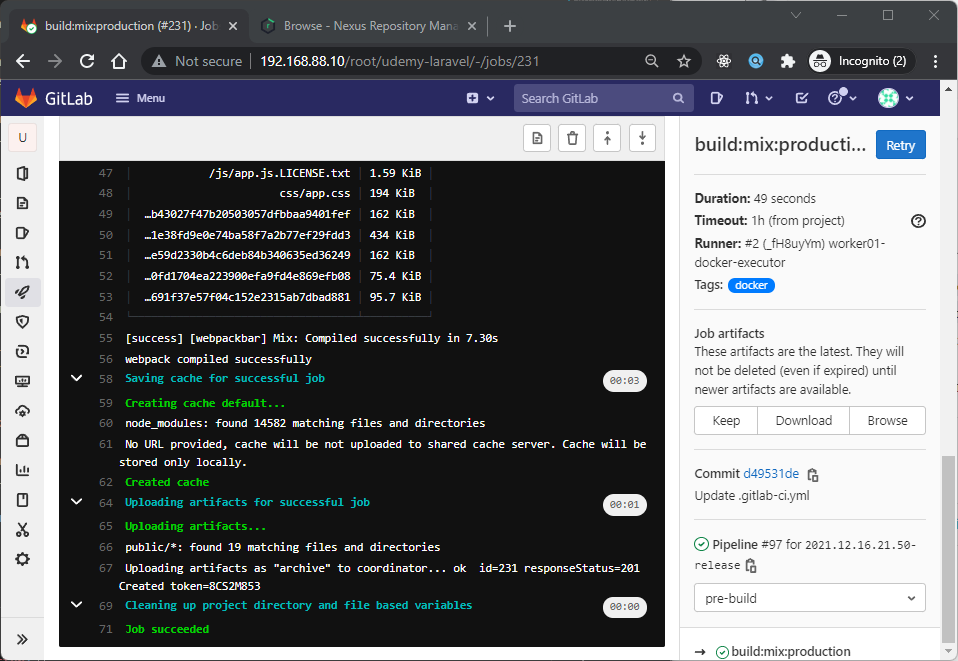 build:mix:production (#231) · Job
Browse - Nexus Repository Mana
Not secure
192.168.88.10/root/udemy-laravel/-/jobs/231
Incognito (2)
GitLab
Menu
Search GitLab
U
47 /js/app.js.LICENSE.txt 1.59 KiB
48 css/app.css 194 KiB
49 …b43027f47b20503057dfbbaa9401fef 162 KiB
50 …1e38fd9e0e74ba58f7a2b77ef29fdd3 434 KiB
51 …e59d2330b4c6deb84b340635ed36249 162 KiB
52 …0fd1704ea223900efa9fd4e869efb08 75.4 KiB
53 …691f37e57f04c152e2315ab7dbad881 95.7 KiB
54
55 [success] [webpackbar] Mix: Compiled successfully in 7.30s
56 webpack compiled successfully
58 Saving cache for successful job 00:03
59 Creating cache default...
60 node_modules: found 14582 matching files and directories
61 No URL provided, cache will be not uploaded to shared cache server. Cache will be
stored only locally.
62 Created cache
64 Uploading artifacts for successful job 00:01
65 Uploading artifacts...
66 public/*: found 19 matching files and directories
67 Uploading artifacts as "archive" to coordinator... ok id=231 responseStatus=201
Created token=8CS2M853
69 Cleaning up project directory and file based variables 00:00
71 Job succeeded
build:mix:producti...
Retry
Duration: 49 seconds
Timeout: 1h (from project)
Runner: #2 (_fH8uyYm) worker01-
docker-executor
Tags: docker
Job artifacts
These artifacts are the latest. They will
not be deleted (even if expired) until
newer artifacts are available.
Keep
Download
Browse
Commit d49531de
Update .gitlab-ci.yml
Pipeline #97 for 2021.12.16.21.50-
release
pre-build
→ build:mix:production